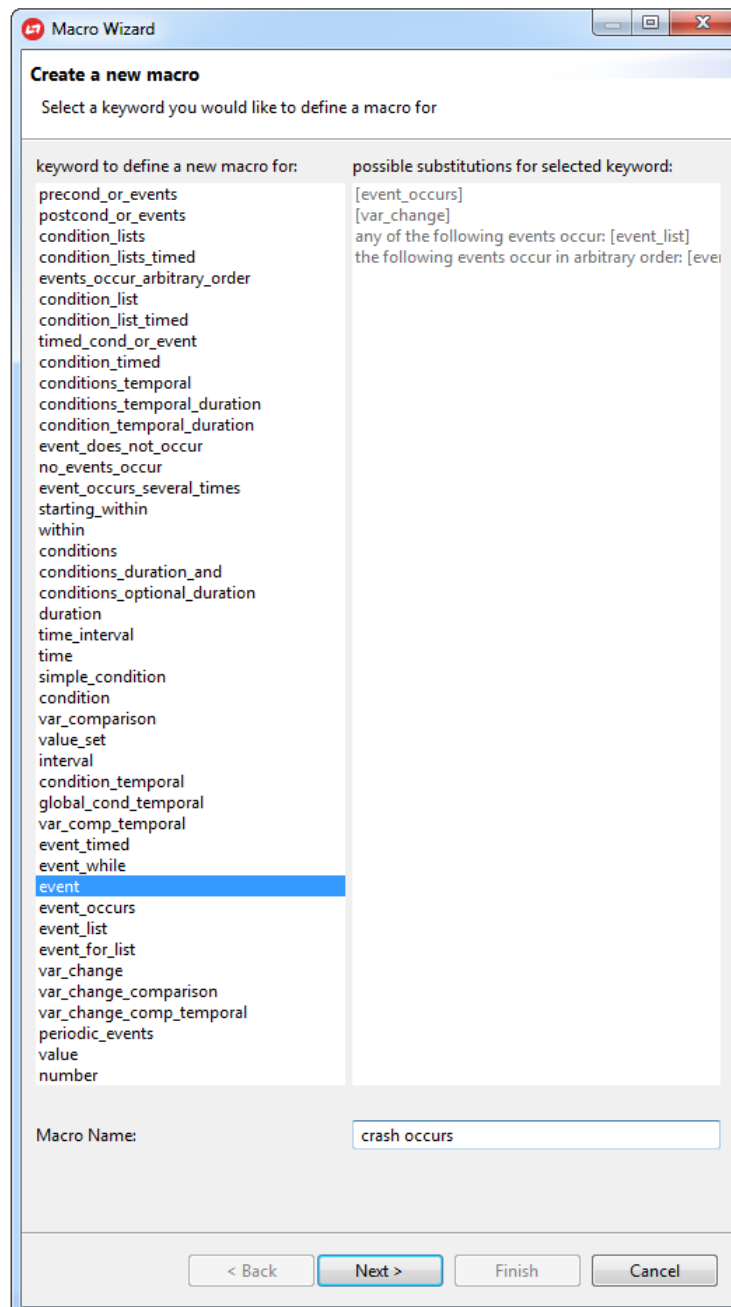 Macro Wizard
Create a new macro
Select a keyword you would like to define a macro for
keyword to define a new macro for:
possible substitutions for selected keyword:
precond_or_events
postcond_or_events
condition_lists
condition_lists_timed
events_occur_arbitrary_order
condition_list
condition_list_timed
timed_cond_or_event
condition_timed
conditions_temporal
conditions_temporal_duration
condition_temporal_duration
event_does_not_occur
no_events_occur
event_occurs_several_times
starting_within
within
conditions
conditions_duration_and
conditions_optional_duration
duration
time_interval
time
simple_condition
condition
var_comparison
value_set
interval
condition_temporal
global_cond_temporal
var_comp_temporal
event_timed
event_while
event
event_occurs
event_list
event_for_list
var_change
var_change_comparison
var_change_comp_temporal
periodic_events
value
number
[event_occurs]
[var_change]
any of the following events occur: [event_list]
the following events occur in arbitrary order: [ever
Macro Name:
crash occurs
< Back
Next >
Finish
Cancel